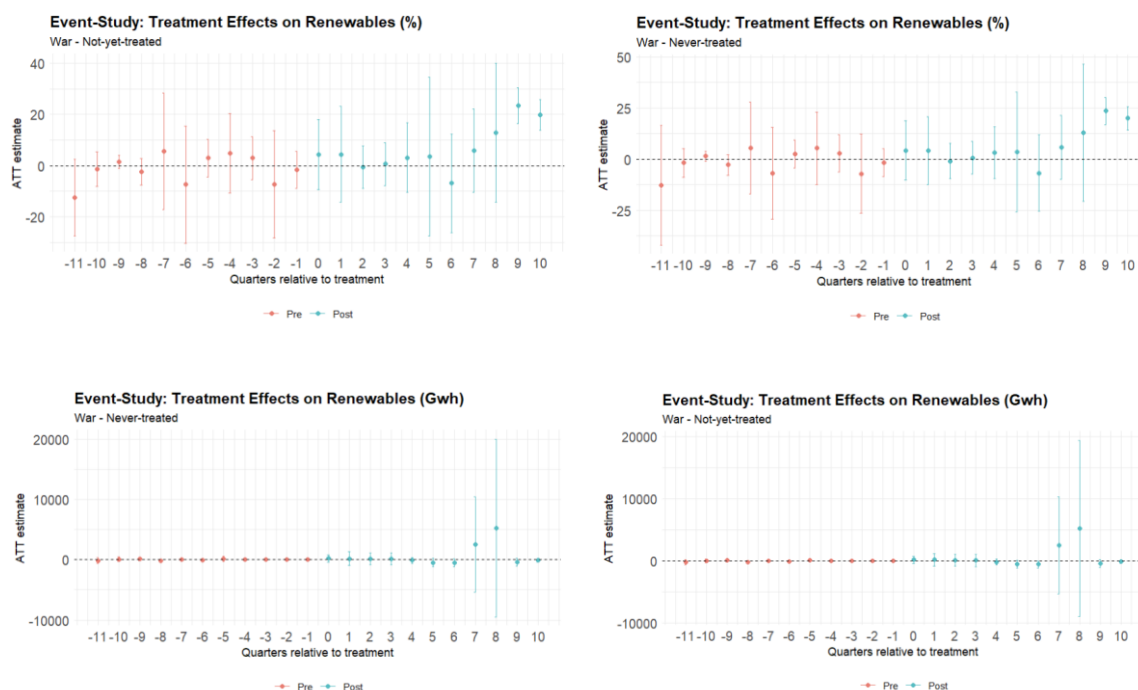 Event-Study: Treatment Effects on Renewables (%)
War - Not-yet-treated
ATT estimate
40
20
0
-20
-11 -10 -9 -8 -7 -6 -5 -4 -3 -2 -1 0 1 2 3 4 5 6 7 8 9 10
Quarters relative to treatment
Pre Post
Event-Study: Treatment Effects on Renewables (%)
War - Never-treated
ATT estimate
50
25
0
-25
-11 -10 -9 -8 -7 -6 -5 -4 -3 -2 -1 0 1 2 3 4 5 6 7 8 9 10
Quarters relative to treatment
Pre Post
Event-Study: Treatment Effects on Renewables (Gwh)
War - Never-treated
ATT estimate
20000
10000
0
-10000
-11 -10 -9 -8 -7 -6 -5 -4 -3 -2 -1 0 1 2 3 4 5 6 7 8 9 10
Quarters relative to treatment
Pre Post
Event-Study: Treatment Effects on Renewables (Gwh)
War - Not-yet-treated
ATT estimate
20000
10000
0
-10000
-11 -10 -9 -8 -7 -6 -5 -4 -3 -2 -1 0 1 2 3 4 5 6 7 8 9 10
Quarters relative to treatment
Pre Post